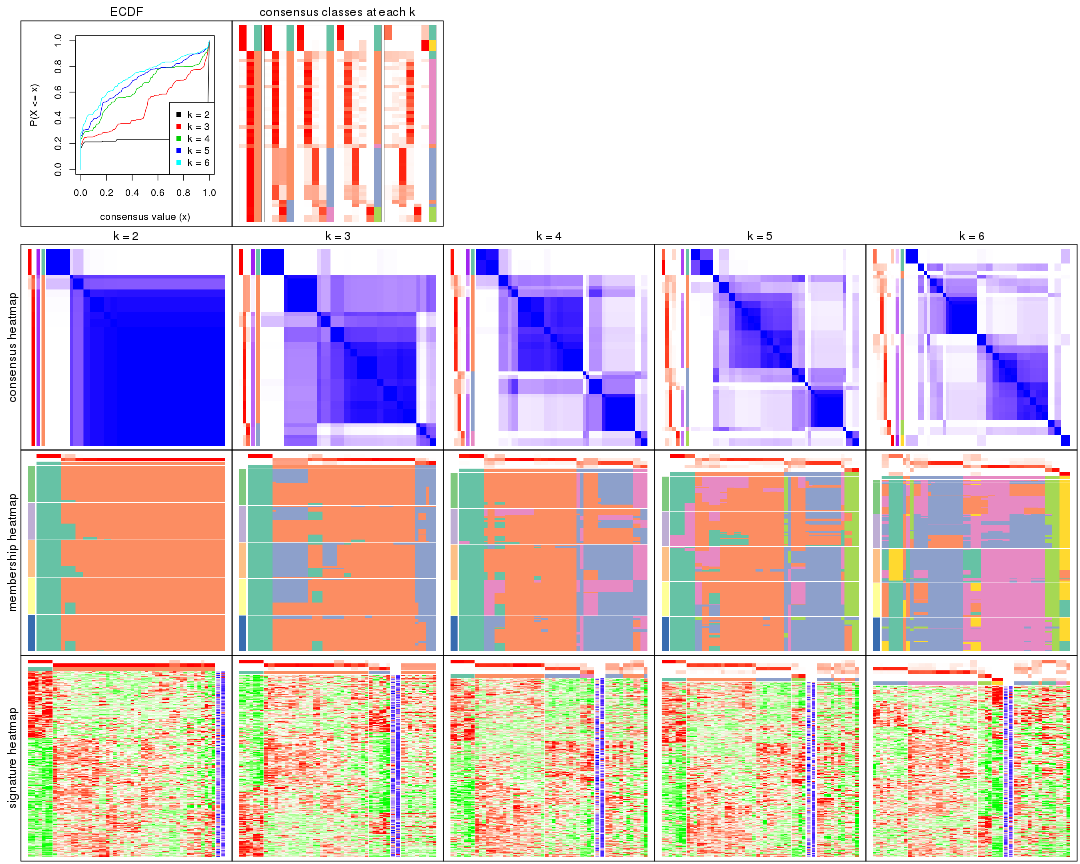 ECDF
consensus classes at each k
P(X <= x)
1.0
0.8
0.6
0.4
0.2
0.0
k = 2
k = 3
k = 4
k = 5
k = 6
0.0 0.2 0.4 0.6 0.8 1.0
consensus value (x)
k = 2
k = 3
k = 4
k = 5
k = 6
consensus heatmap
membership heatmap
signature heatmap